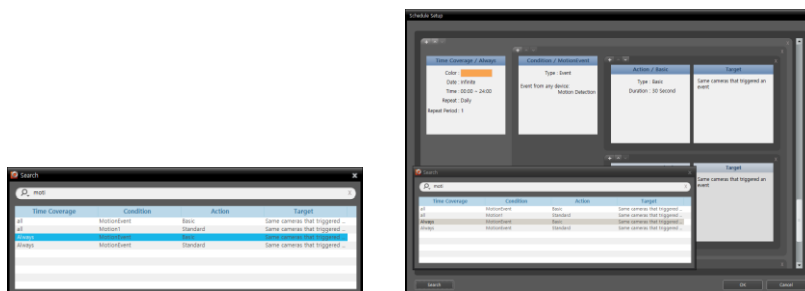 Search
moti
Time Coverage Condition Action Target
all MotionEvent Basic Same cameras that triggered ...
all Motion1 Standard Same cameras that triggered ...
Always MotionEvent Basic Same cameras that triggered ...
Always MotionEvent Standard Same cameras that triggered ...
Schedule Setup
Time Coverage / Always
Color :
Date : Infinite
Time : 00:00 ~ 24:00
Repeat : Daily
Repeat Period : 1
Condition / MotionEvent
Type : Event
Event from any device
Motion Detection
Action / Basic
Type : Basic
Duration : 30 Second
Target
Same cameras that triggered an
event
Target
Same cameras that triggered an
event
Search
moti
Time Coverage Condition Action Target
all MotionEvent Basic Same cameras that triggered ...
all Motion1 Standard Same cameras that triggered ...
Always MotionEvent Basic Same cameras that triggered ...
Always MotionEvent Standard Same cameras that triggered ...
Search
Ok
Cancel